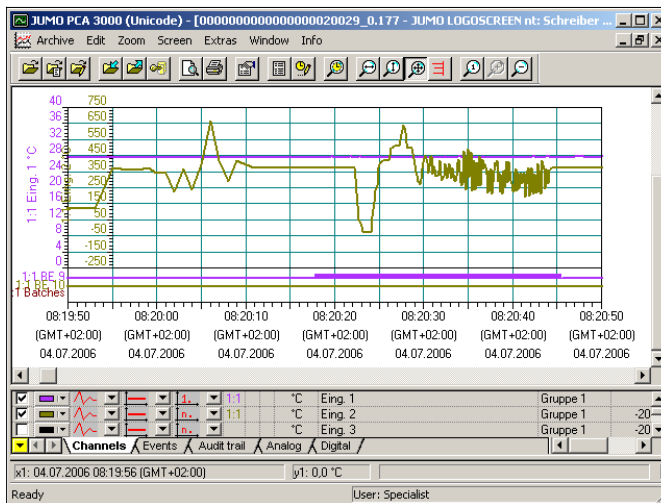 JUMO PCA 3000 (Unicode) - [00000000000000000020029_0.177 - JUMO LOGOSCREEN nt: Schreiber ...
Archive Edit Zoom Screen Extras Window Info
40 750
36 650
32 550
28 450
24 350
20 250
16 150
12 50
8 -50
4 -150
0 -250
1:1 Eing. 1 °C
1:1 BE 9
1:1 BE 10
:1 Batches
08:19:50 08:20:00 08:20:10 08:20:20 08:20:30 08:20:40 08:20:50
(GMT+02:00) (GMT+02:00) (GMT+02:00) (GMT+02:00) (GMT+02:00) (GMT+02:00) (GMT+02:00)
04.07.2006 04.07.2006 04.07.2006 04.07.2006 04.07.2006 04.07.2006 04.07.2006
1. 1:1 °C Eing. 1 Gruppe 1
n. 1:1 °C Eing. 2 Gruppe 1 -20
n. °C Eing. 3 Gruppe 1 -20
Channels Events Audit trail Analog Digital
x1: 04.07.2006 08:19:56 (GMT+02:00) y1: 0,0 °C
Ready User: Specialist